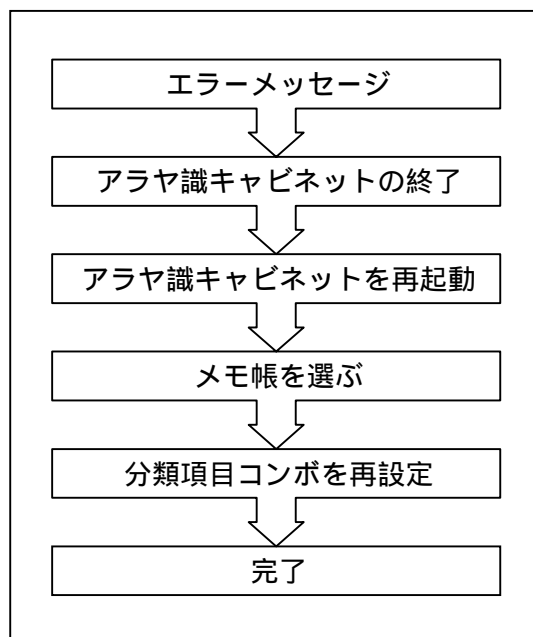 エラーメッセージ
アラヤ識キャビネットの終了
アラヤ識キャビネットを再起動
メモ帳を選ぶ
分類項目コンボを再設定
完了